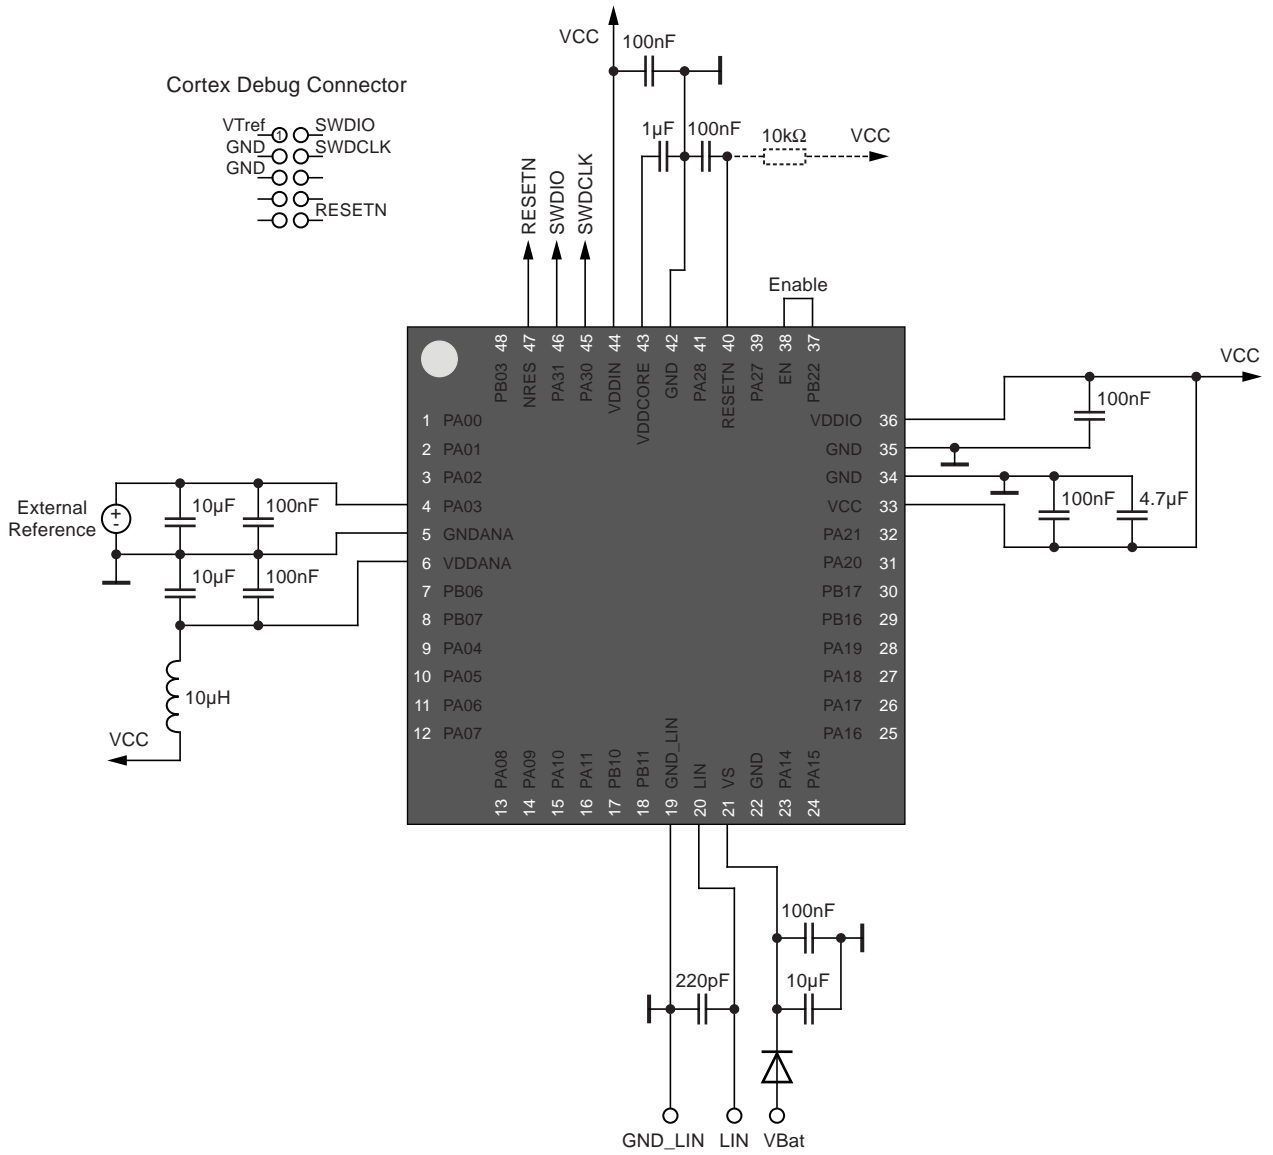 VCC
100nF
Cortex Debug Connector
VTref 1 SWDIO
GND SWDCLK
GND
RESETN
1µF 100nF 10kΩ VCC
RESETN
SWDIO
SWDCLK
Enable
48 47 46 45 44 43 42 41 40 39 38 37
PB03 NRES PA31 PA30 VDDIN VDDCORE GND PA28 RESETN PA27 EN PB22
VCC
100nF
1 PA00
2 PA01
3 PA02
4 PA03
5 GNDANA
6 VDDANA
7 PB06
8 PB07
9 PA04
10 PA05
11 PA06
12 PA07
VDDIO 36
GND 35
GND 34
VCC 33
PA21 32
PA20 31
PB17 30
PB16 29
PA19 28
PA18 27
PA17 26
PA16 25
100nF 4.7µF
External
Reference
+
-
10µF 100nF
10µF 100nF
10µH
VCC
PA08 PA09 PA10 PA11 PB10 PB11 GND_LIN LIN VS GND PA14 PA15
13 14 15 16 17 18 19 20 21 22 23 24
100nF
220pF 10µF
GND_LIN LIN VBat